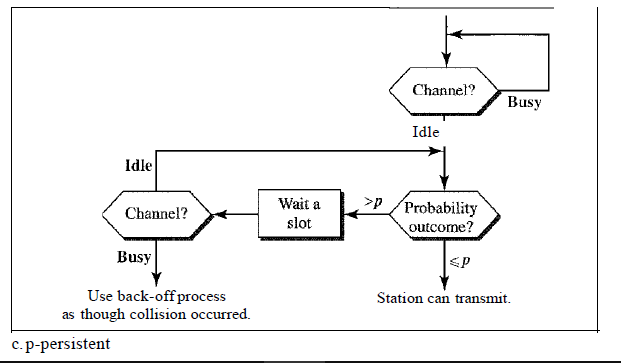 Channel?
Busy
Idle
Idle
Channel?
Wait a
slot
>p
Probability
outcome?
Busy
≤p
Use back-off process
as though collision occurred.
Station can transmit.
c. p-persistent